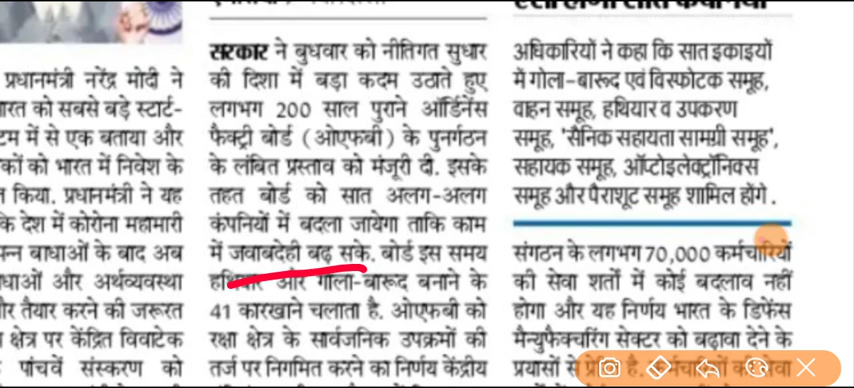 प्रधानमंत्री नरेंद्र मोदी ने
को सबसे बड़े स्टार्ट-
में से एक बताया और
को भारत में निवेश के
किया. प्रधानमंत्री ने यह
देश में कोरोना महामारी
बाधाओं के बाद अब
और अर्थव्यवस्था
तैयार करने की जरूरत
क्षेत्र पर केंद्रित विवाटेक
पांचवें संस्करण को
सरकार ने बुधवार को नीतिगत सुधार
की दिशा में बड़ा कदम उठाते हुए
लगभग 200 साल पुराने ऑर्डिनेंस
फैक्ट्री बोर्ड (ओएफबी) के पुनर्गठन
के लंबित प्रस्ताव को मंजूरी दी. इसके
तहत बोर्ड को सात अलग-अलग
कंपनियों में बदला जायेगा ताकि काम
में जवाबदेही बढ़ सके. बोर्ड इस समय
हथियार और गोला-बारूद बनाने के
41 कारखाने चलाता है. ओएफबी को
रक्षा क्षेत्र के सार्वजनिक उपक्रमों की
तर्ज पर निगमित करने का निर्णय केंद्रीय
अधिकारियों ने कहा कि सात इकाइयों
में गोला-बारूद एवं विस्फोटक समूह,
वाहन समूह, हथियार व उपकरण
समूह, 'सैनिक सहायता सामग्री समूह',
सहायक समूह, ऑप्टोइलेक्ट्रॉनिक्स
समूह और पैराशूट समूह शामिल होंगे.
संगठन के लगभग 70,000 कर्मचारियों
की सेवा शर्तों में कोई बदलाव नहीं
होगा और यह निर्णय भारत के डिफेंस
मैन्युफैक्चरिंग सेक्टर को बढ़ावा देने के
प्रयासों से